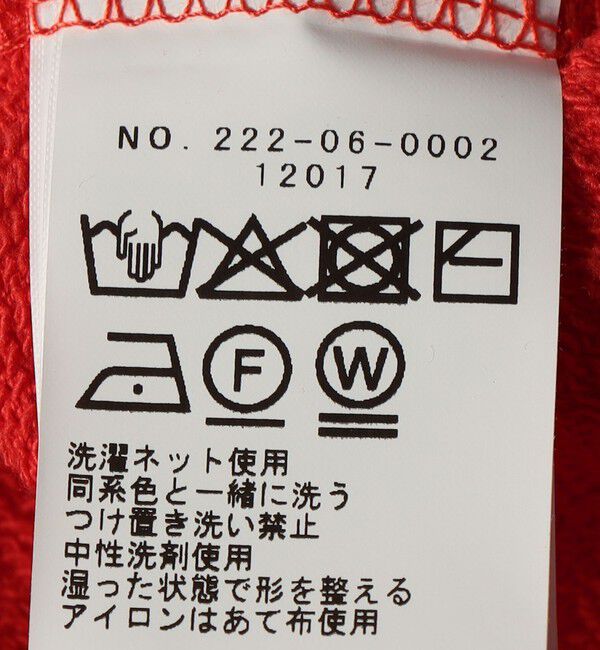 NO. 222-06-0002
12017
F W
洗濯ネット使用
同系色と一緒に洗う
つけ置き洗い禁止
中性洗剤使用
湿った状態で形を整える
アイロンはあて布使用